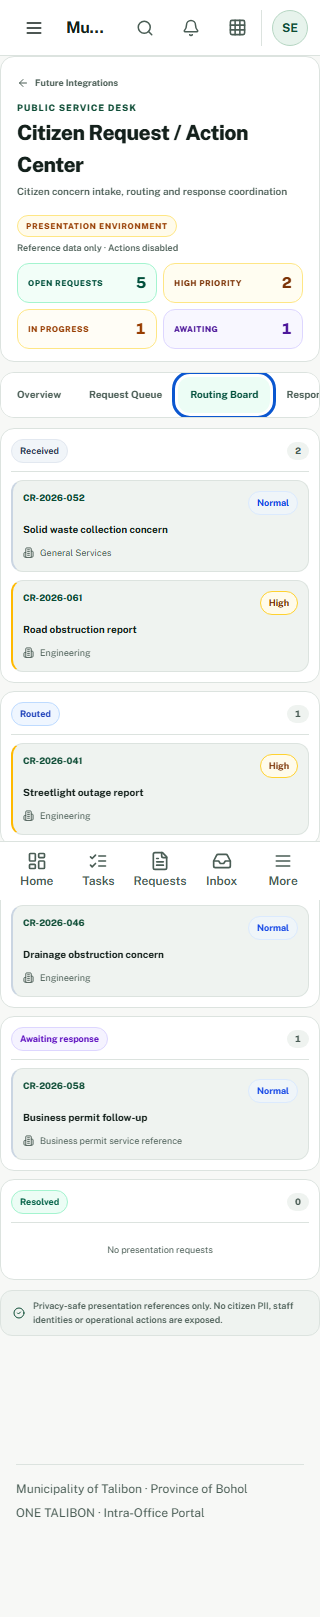 Mu...
SE
Future Integrations
PUBLIC SERVICE DESK
Citizen Request / Action
Center
Citizen concern intake, routing and response coordination
PRESENTATION ENVIRONMENT
Reference data only · Actions disabled
OPEN REQUESTS 5
HIGH PRIORITY 2
IN PROGRESS 1
AWAITING 1
Overview Request Queue Routing Board Respon
Received 2
CR-2026-052 Normal
Solid waste collection concern
General Services
CR-2026-061 High
Road obstruction report
Engineering
Routed 1
CR-2026-041 High
Streetlight outage report
Engineering
Home Tasks Requests Inbox More
CR-2026-046 Normal
Drainage obstruction concern
Engineering
Awaiting response 1
CR-2026-058 Normal
Business permit follow-up
Business permit service reference
Resolved 0
No presentation requests
Privacy-safe presentation references only. No citizen PII, staff
identities or operational actions are exposed.
Municipality of Talibon · Province of Bohol
ONE TALIBON · Intra-Office Portal